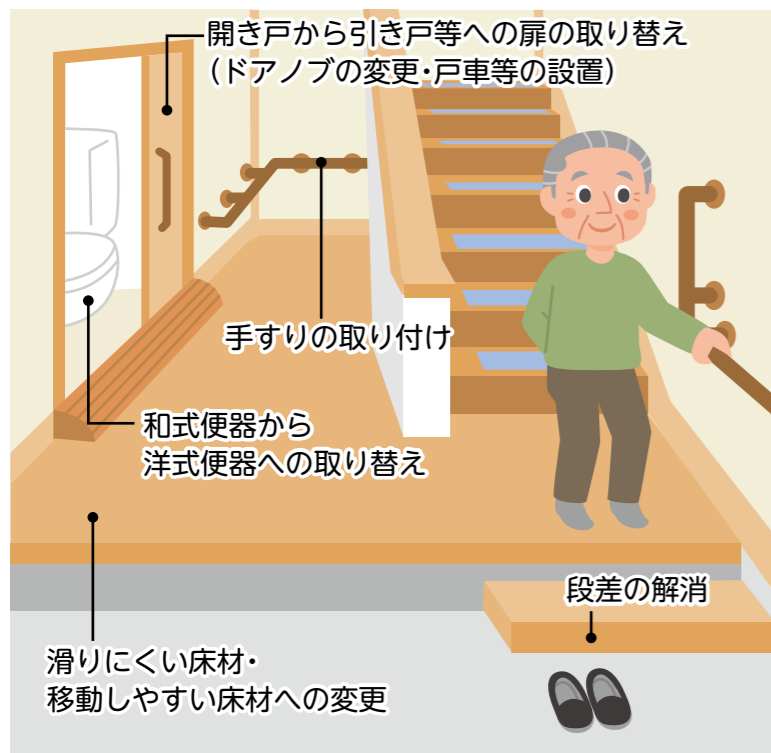 開き戸から引き戸等への扉の取り替え
(ドアノブの変更・戸車等の設置)
手すりの取り付け
和式便器から
洋式便器への取り替え
段差の解消
滑りにくい床材・
移動しやすい床材への変更